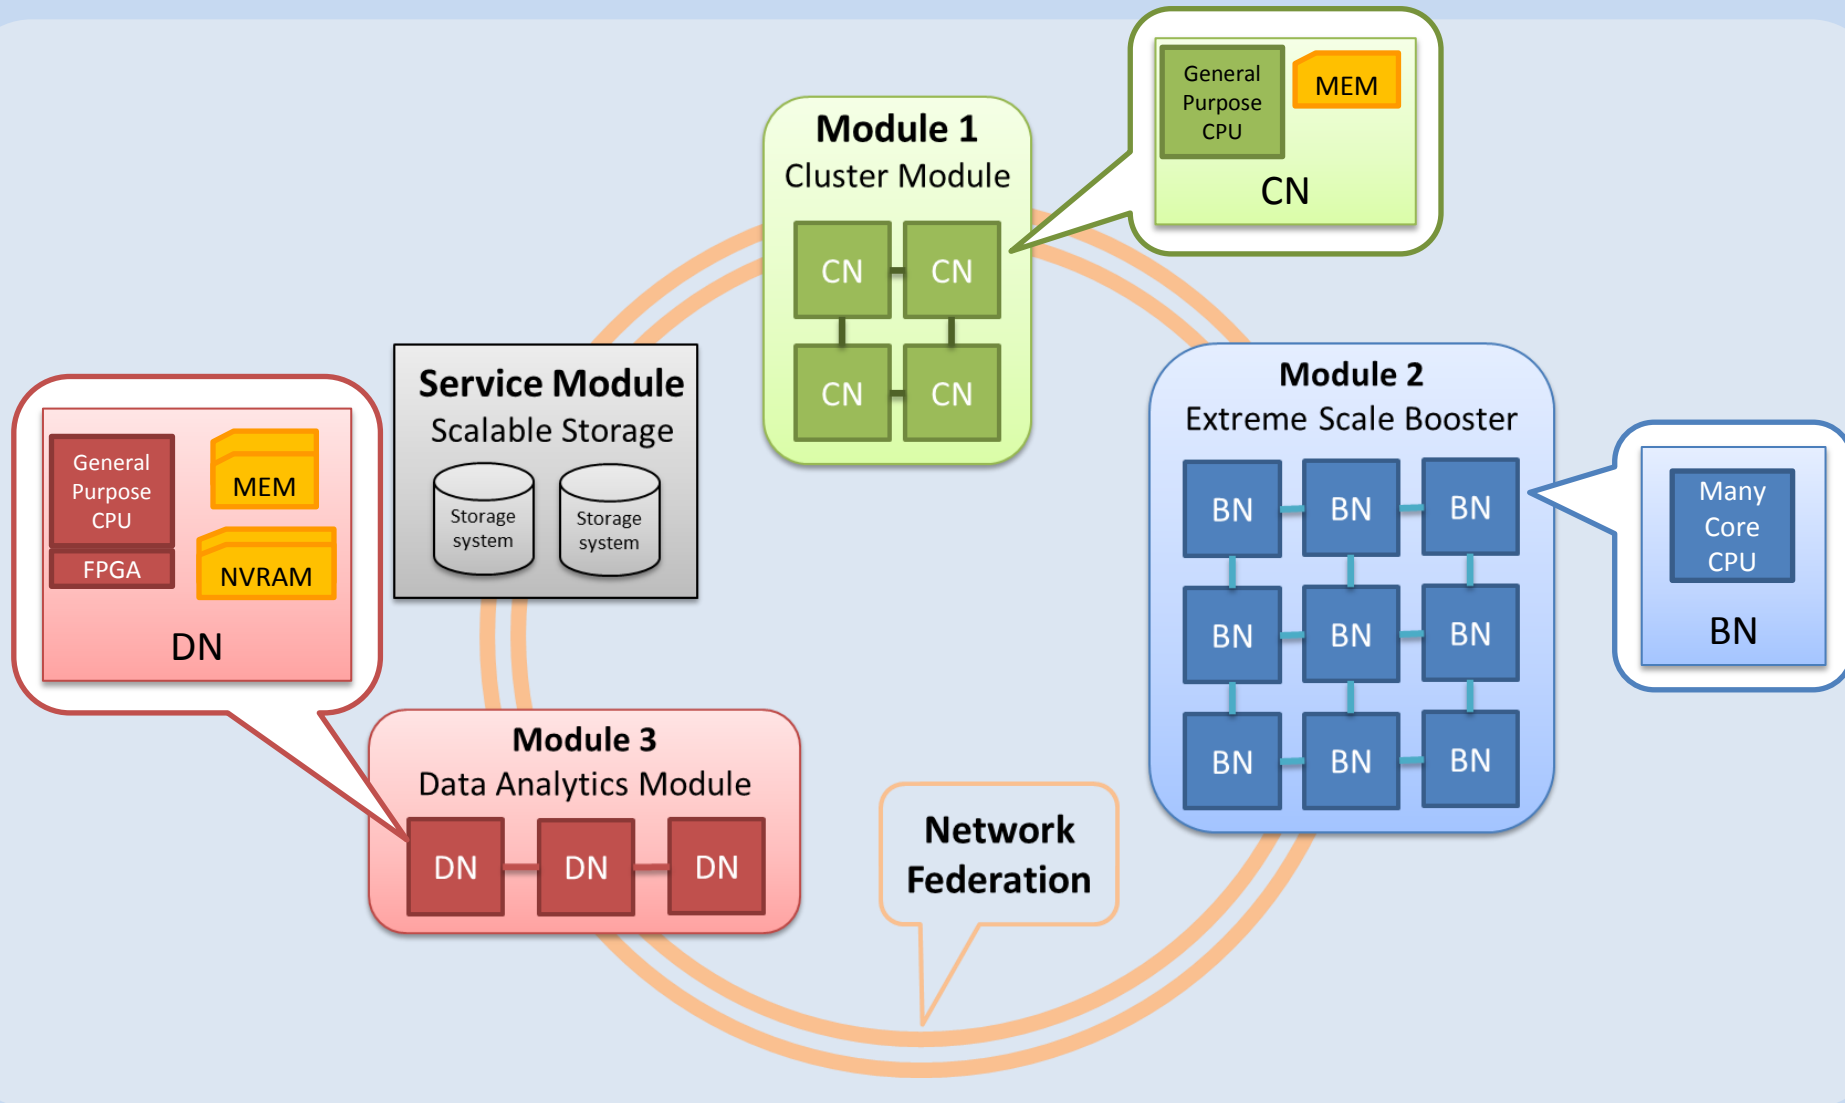 Module 1
Cluster Module
CN
CN
CN
CN
General
Purpose
CPU
MEM
CN
Service Module
Scalable Storage
Storage
system
Storage
system
Module 2
Extreme Scale Booster
BN
BN
BN
BN
BN
BN
BN
BN
BN
Many
Core
CPU
BN
General
Purpose
CPU
FPGA
MEM
NVRAM
DN
Module 3
Data Analytics Module
DN
DN
DN
Network
Federation